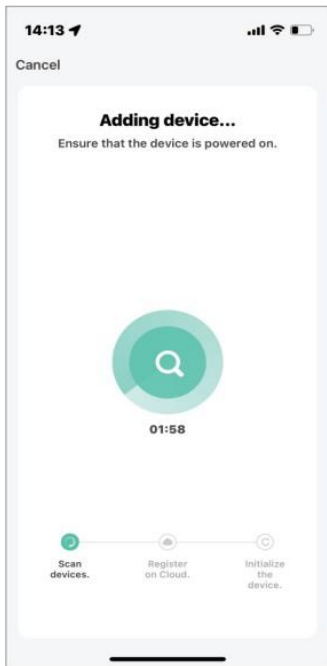 14:13
Cancel
Adding device...
Ensure that the device is powered on.
01:58
Scan
devices.
Register
on Cloud.
Initialize
the
device.